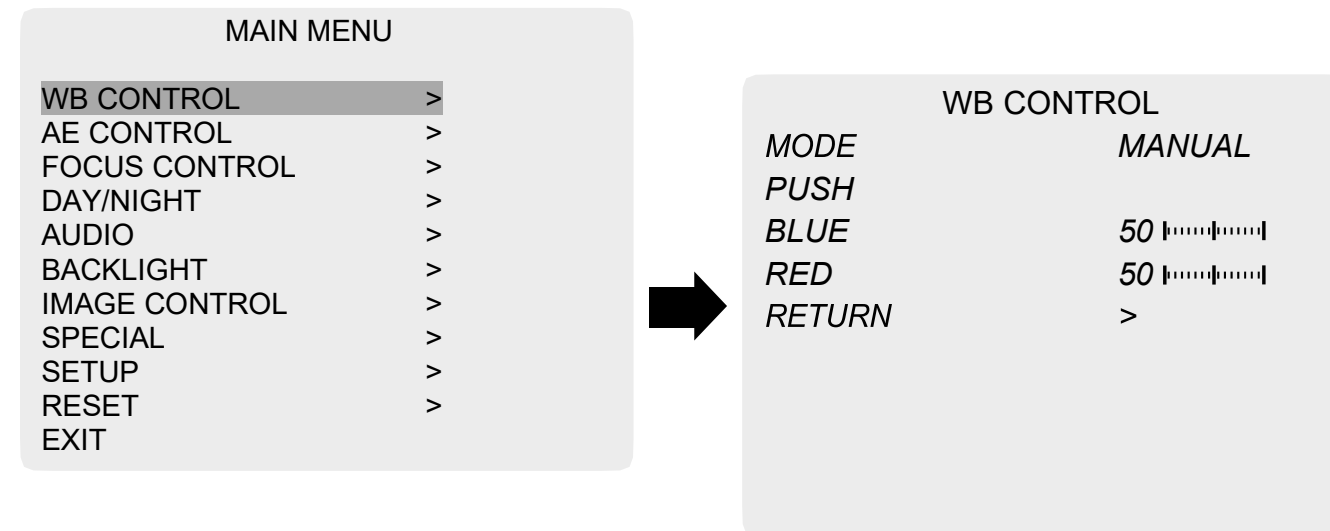 MAIN MENU
WB CONTROL >
AE CONTROL >
FOCUS CONTROL >
DAY/NIGHT >
AUDIO >
BACKLIGHT >
IMAGE CONTROL >
SPECIAL >
SETUP >
RESET >
EXIT
WB CONTROL
MODE MANUAL
PUSH
BLUE 50
RED 50
RETURN >